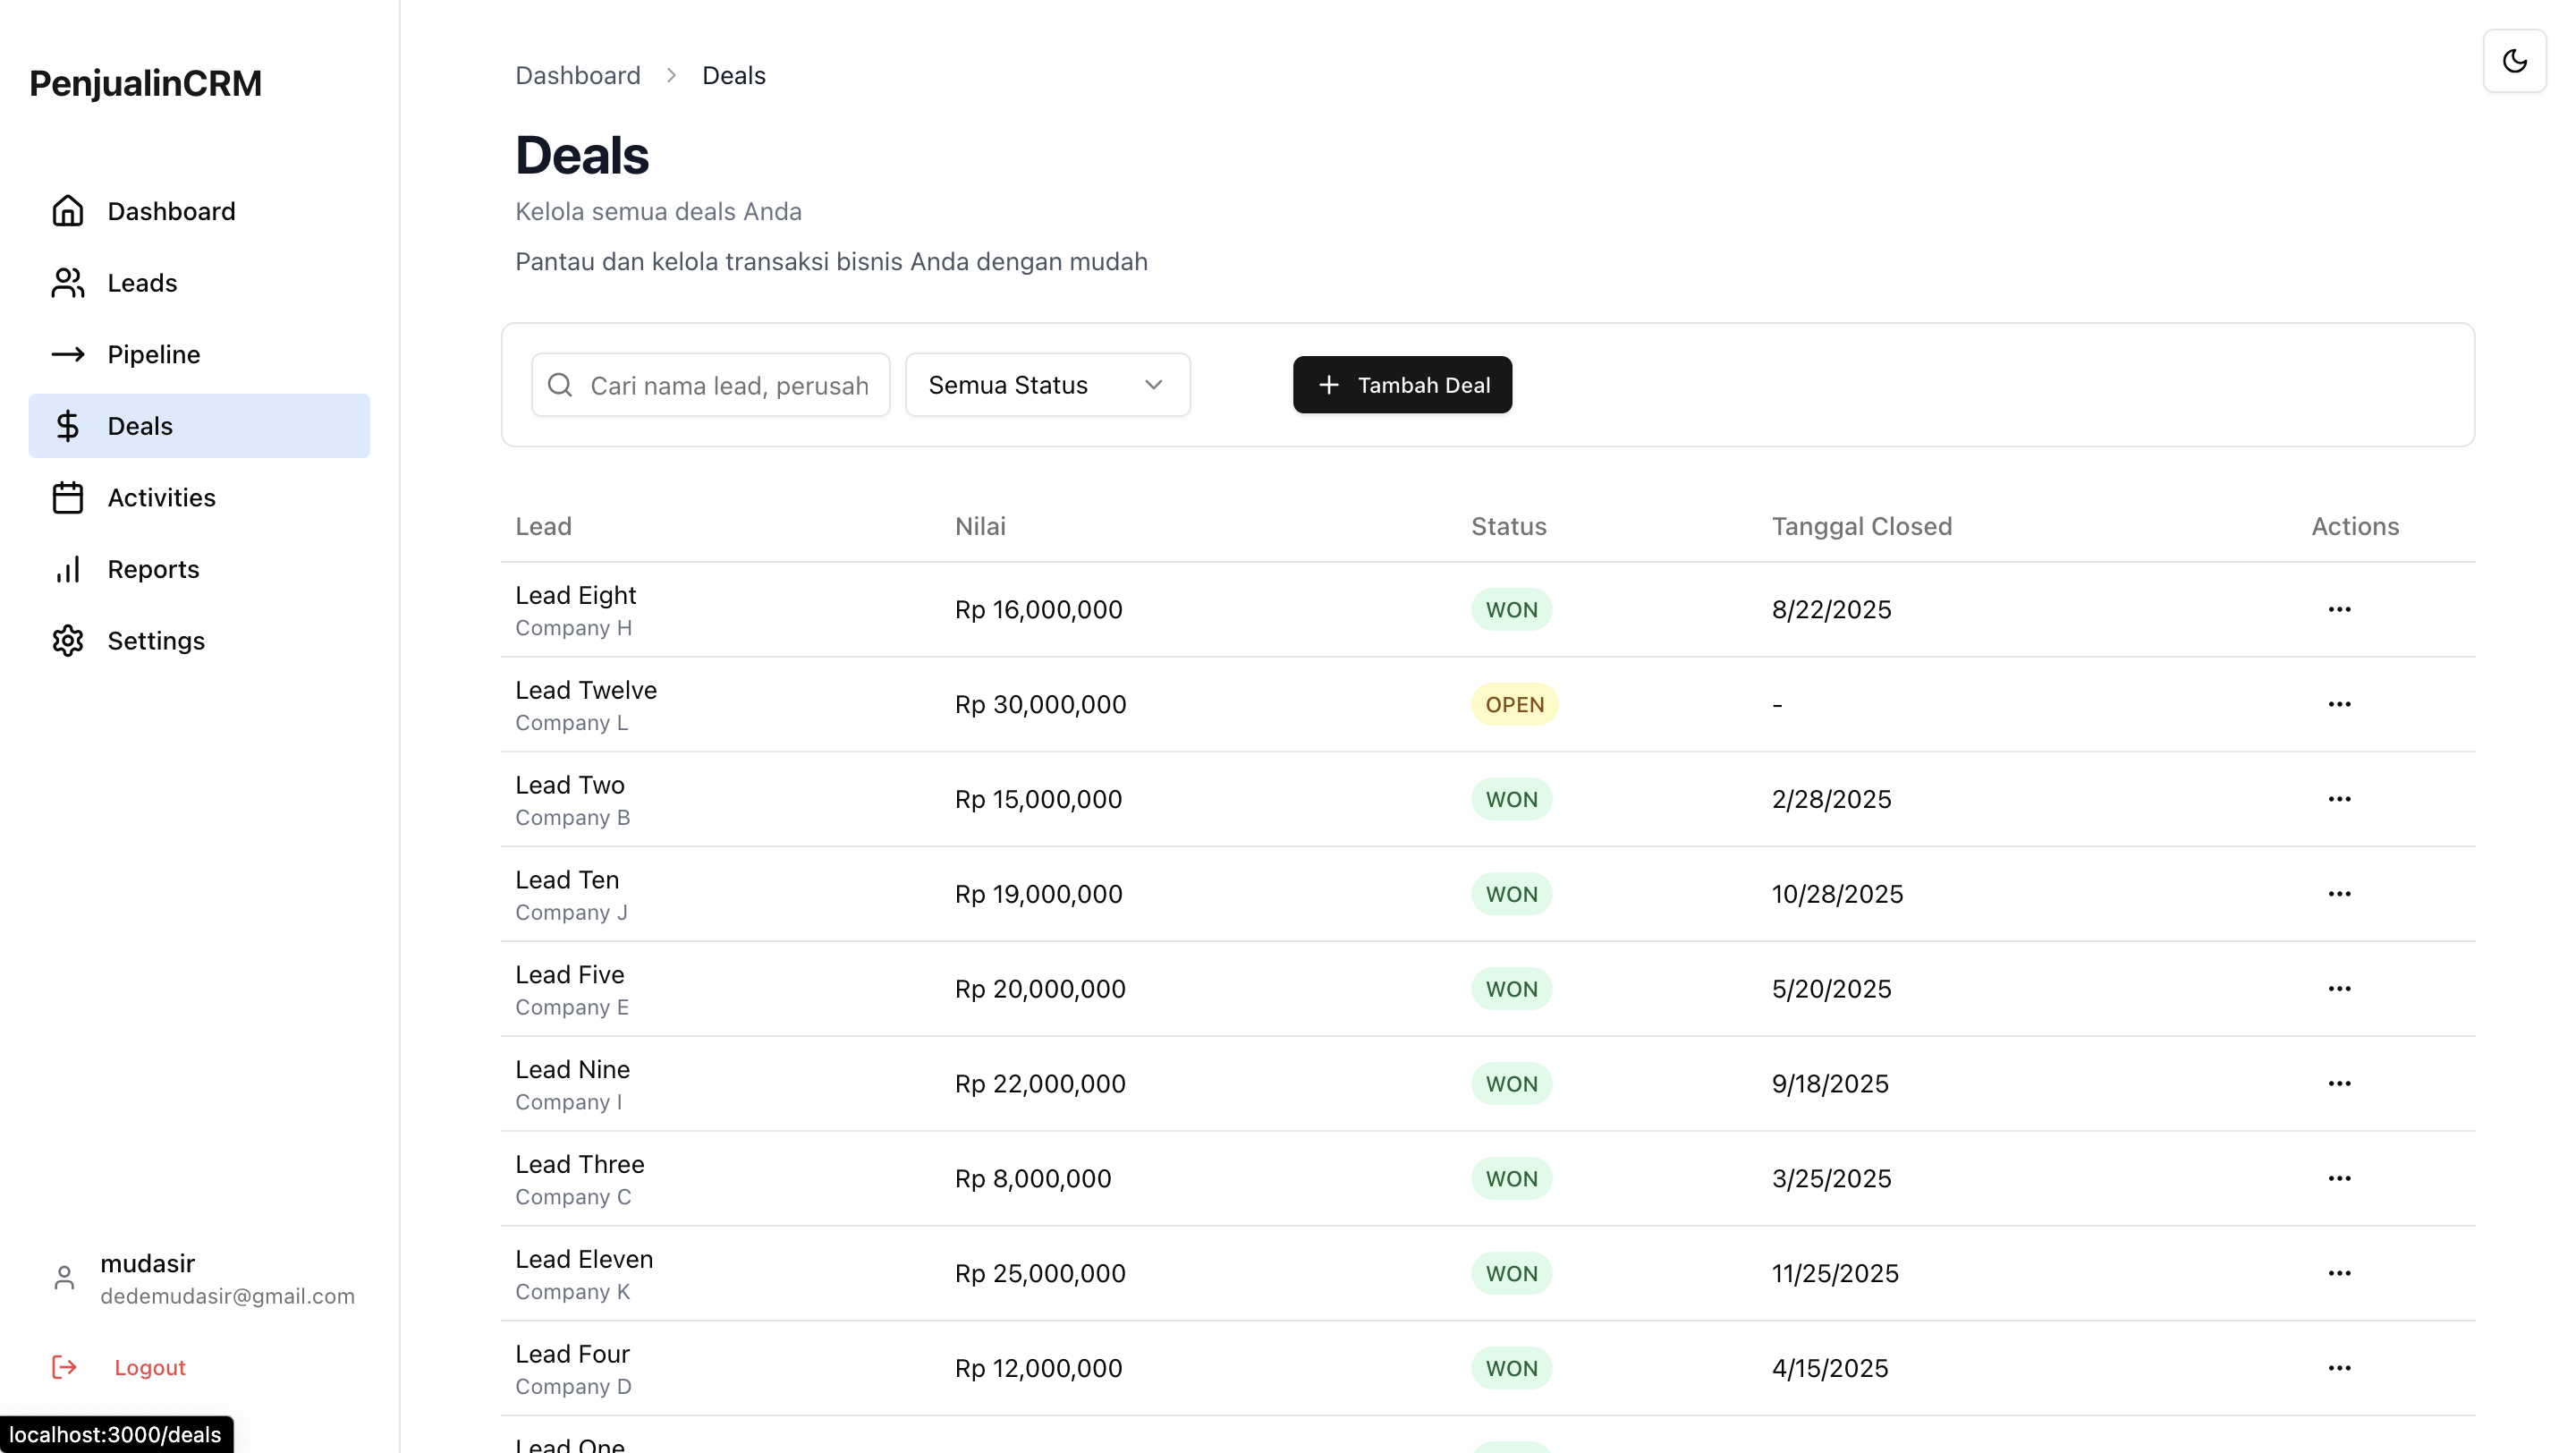 PenjualinCRM
Dashboard
Leads
Pipeline
Deals
Activities
Reports
Settings
mudasir
dedemudasir@gmail.com
Logout
localhost:3000/deals
Dashboard > Deals
Deals
Kelola semua deals Anda
Pantau dan kelola transaksi bisnis Anda dengan mudah
Cari nama lead, perusah
Semua Status
+ Tambah Deal
Lead Nilai Status Tanggal Closed Actions
Lead Eight
Company H
Rp 16,000,000 WON 8/22/2025
Lead Twelve
Company L
Rp 30,000,000 OPEN -
Lead Two
Company B
Rp 15,000,000 WON 2/28/2025
Lead Ten
Company J
Rp 19,000,000 WON 10/28/2025
Lead Five
Company E
Rp 20,000,000 WON 5/20/2025
Lead Nine
Company I
Rp 22,000,000 WON 9/18/2025
Lead Three
Company C
Rp 8,000,000 WON 3/25/2025
Lead Eleven
Company K
Rp 25,000,000 WON 11/25/2025
Lead Four
Company D
Rp 12,000,000 WON 4/15/2025
Lead One